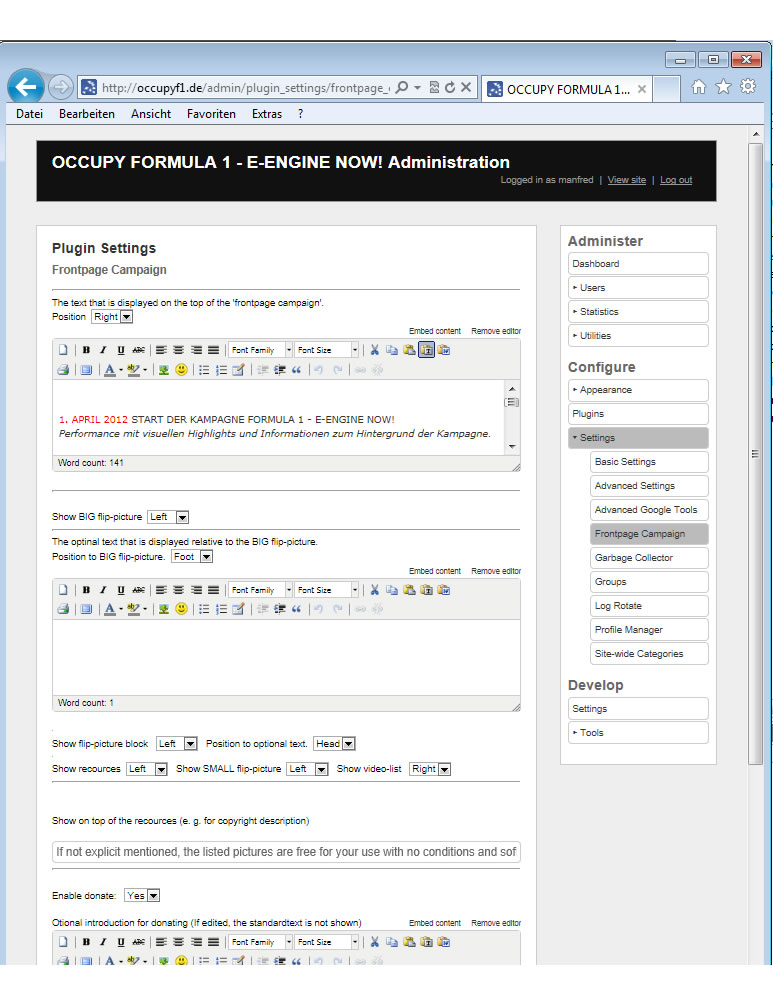 http://occupyf1.de/admin/plugin_settings/frontpage_
OCCUPY FORMULA 1...
Datei Bearbeiten Ansicht Favoriten Extras ?
OCCUPY FORMULA 1 - E-ENGINE NOW! Administration
Logged in as manfred | View site | Log out
Plugin Settings
Frontpage Campaign
The text that is displayed on the top of the 'frontpage campaign'.
Position Right
Embed content Remove editor
B I U ABC Font Family Font Size
A ab
1. APRIL 2012 START DER KAMPAGNE FORMULA 1 - E-ENGINE NOW!
Performance mit visuellen Highlights und Informationen zum Hintergrund der Kampagne.
Word count: 141
Show BIG flip-picture Left
The optinal text that is displayed relative to the BIG flip-picture.
Position to BIG flip-picture. Foot
Embed content Remove editor
B I U ABC Font Family Font Size
A ab
Word count: 1
Show flip-picture block Left Position to optional text. Head
Show recources Left Show SMALL flip-picture Left Show video-list Right
Show on top of the recources (e. g. for copyright description)
If not explicit mentioned, the listed pictures are free for your use with no conditions and sof
Enable donate: Yes
Otional introduction for donating (If edited, the standardtext is not shown) Embed content Remove editor
B I U ABC Font Family Font Size
A ab
Administer
Dashboard
Users
Statistics
Utilities
Configure
Appearance
Plugins
Settings
Basic Settings
Advanced Settings
Advanced Google Tools
Frontpage Campaign
Garbage Collector
Groups
Log Rotate
Profile Manager
Site-wide Categories
Develop
Settings
Tools